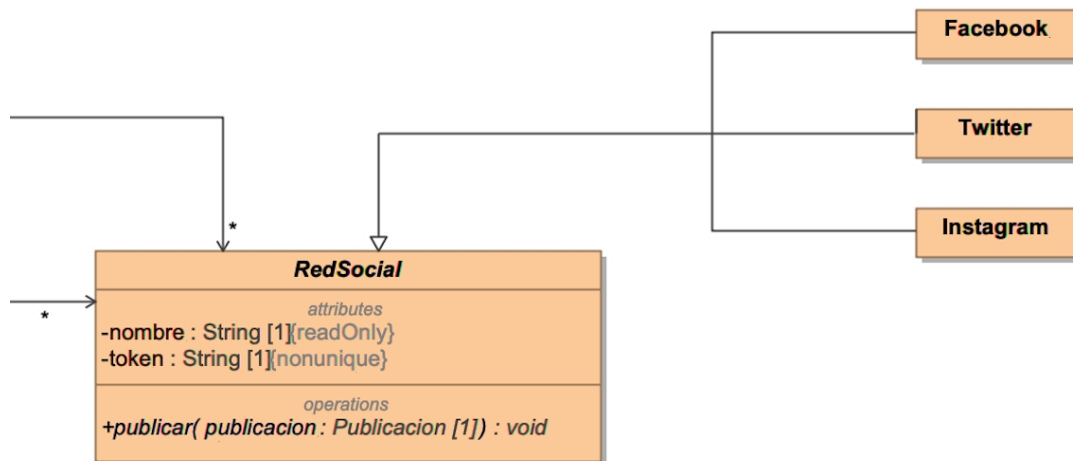 Facebook
Twitter
Instagram
*
*
RedSocial
attributes
-nombre : String [1]{readOnly}
-token : String [1]{nonunique}
operations
+publicar( publicacion : Publicacion [1]) : void